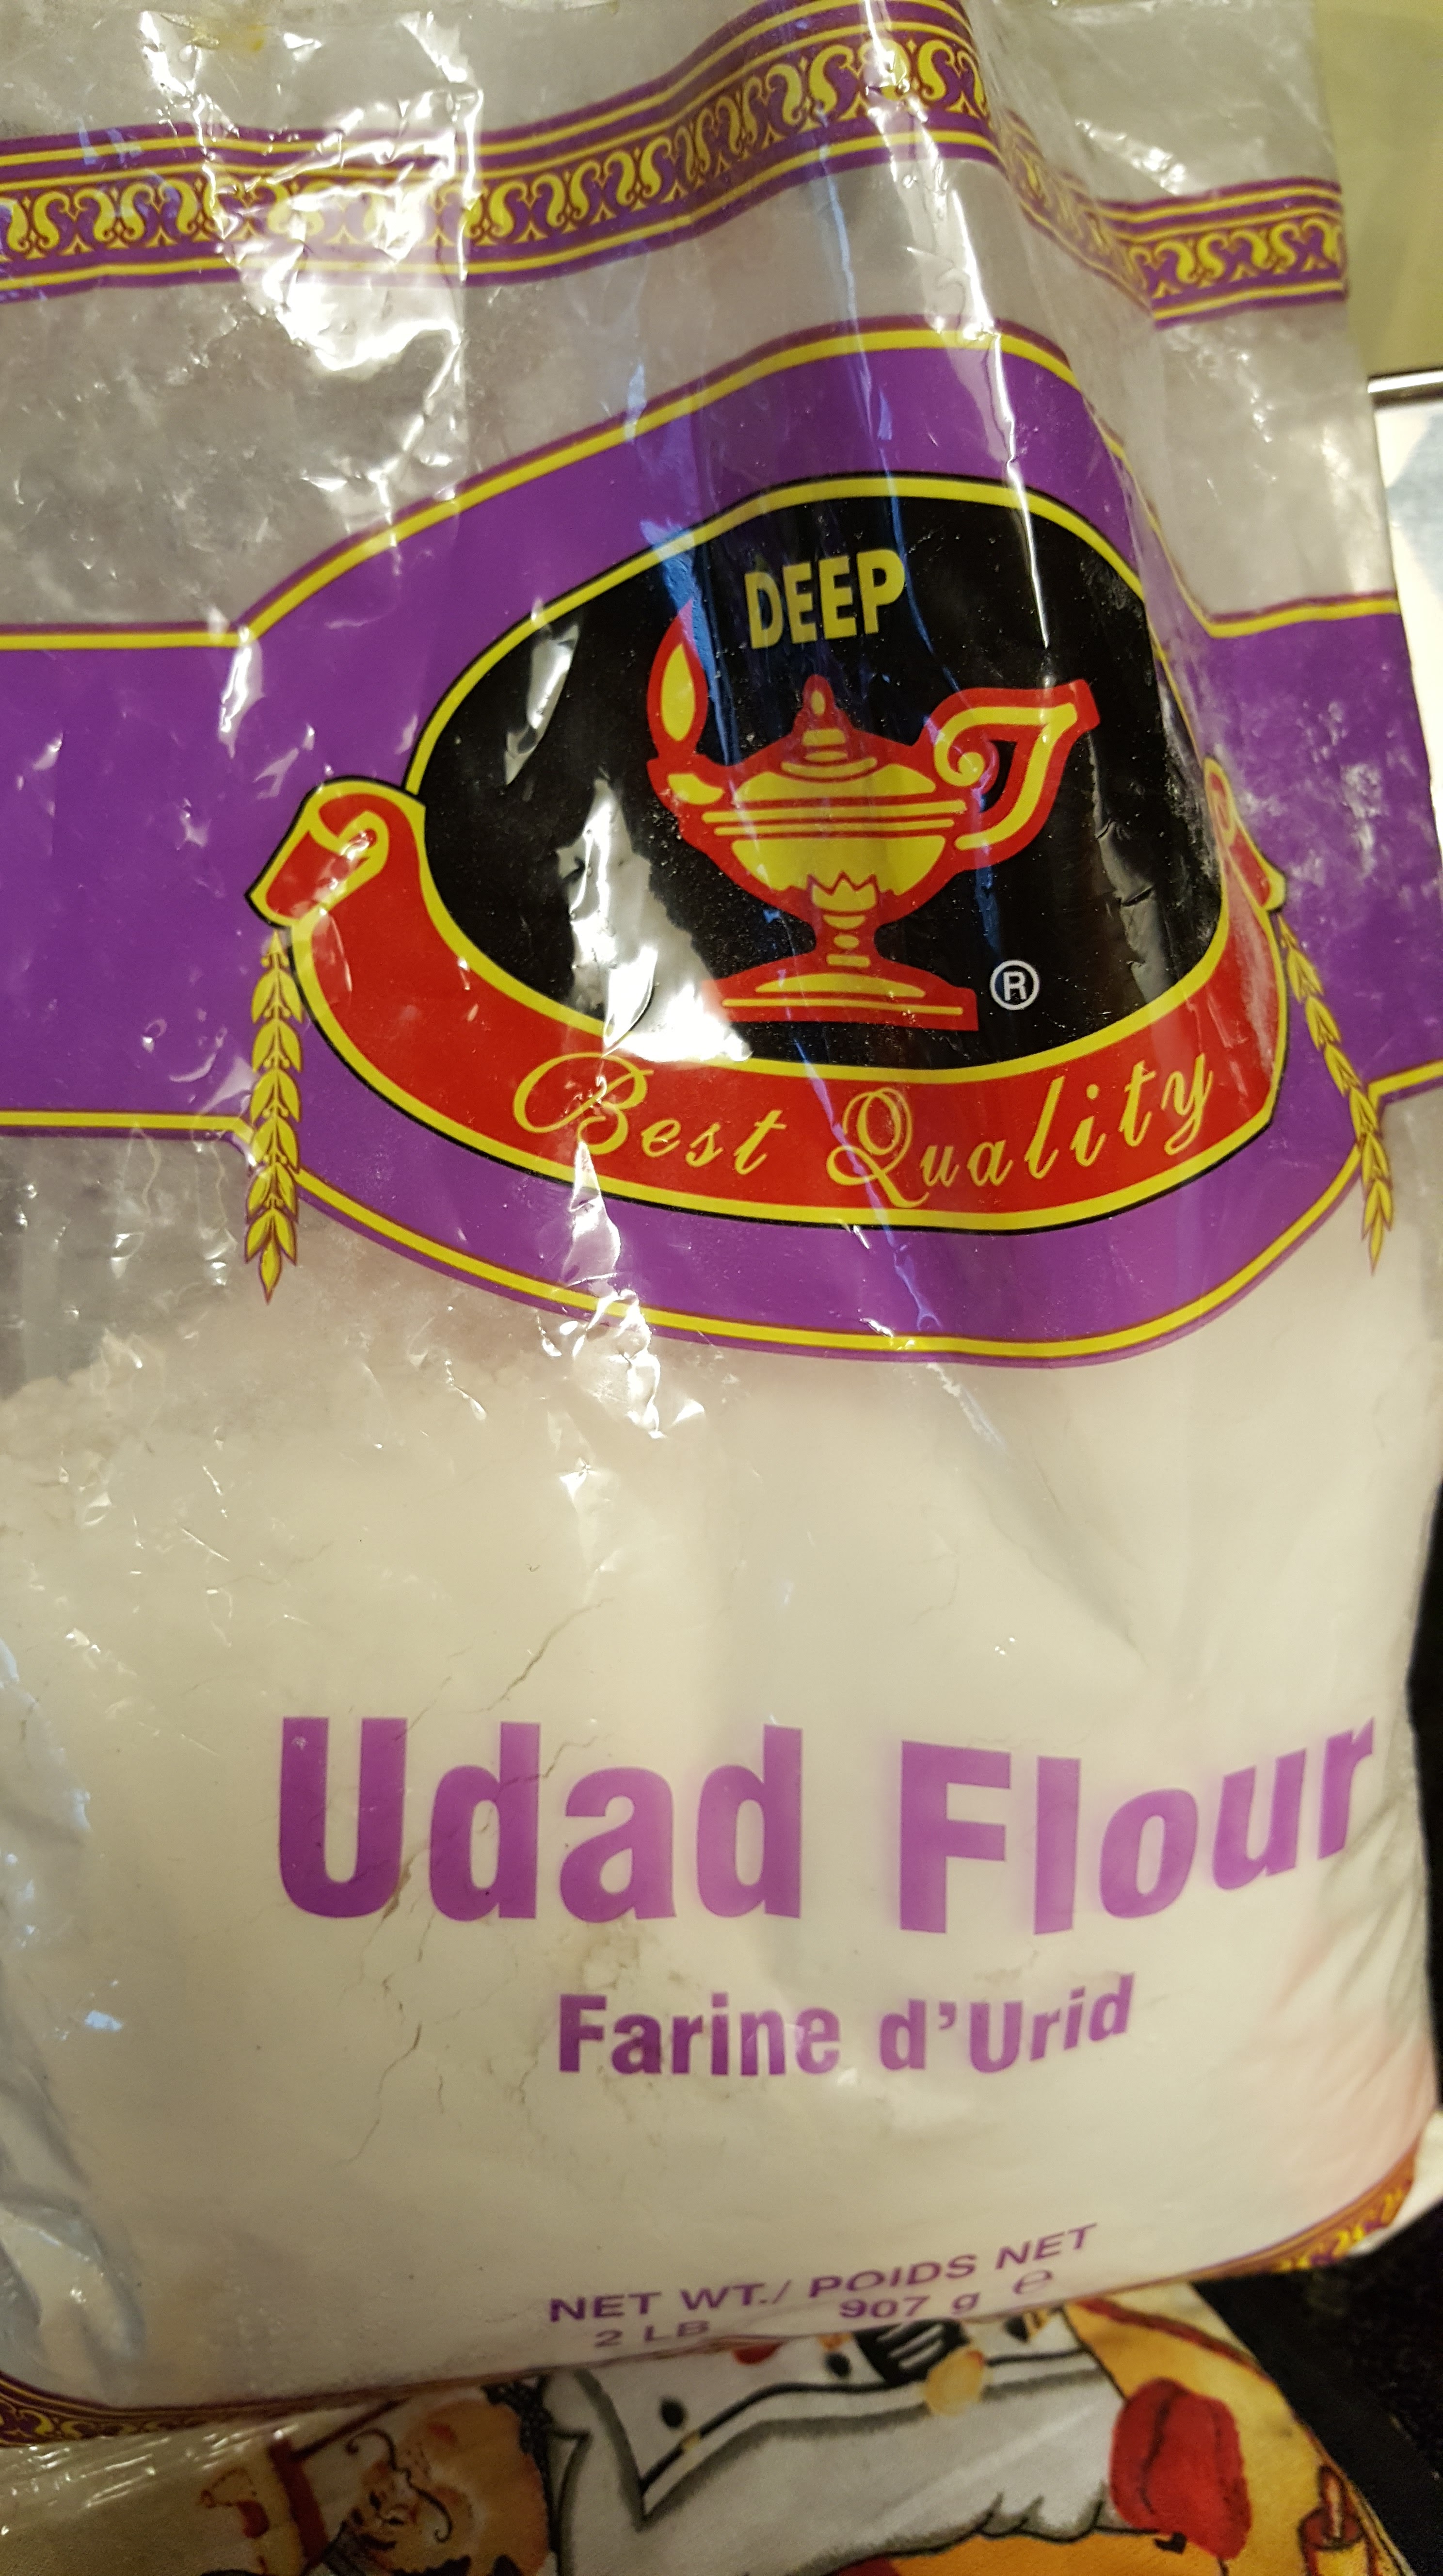 DEEP
®
Best Quality
Udad Flour
Farine d'Urid
NET WT./ POIDS NET
2 LB 907 g ℮